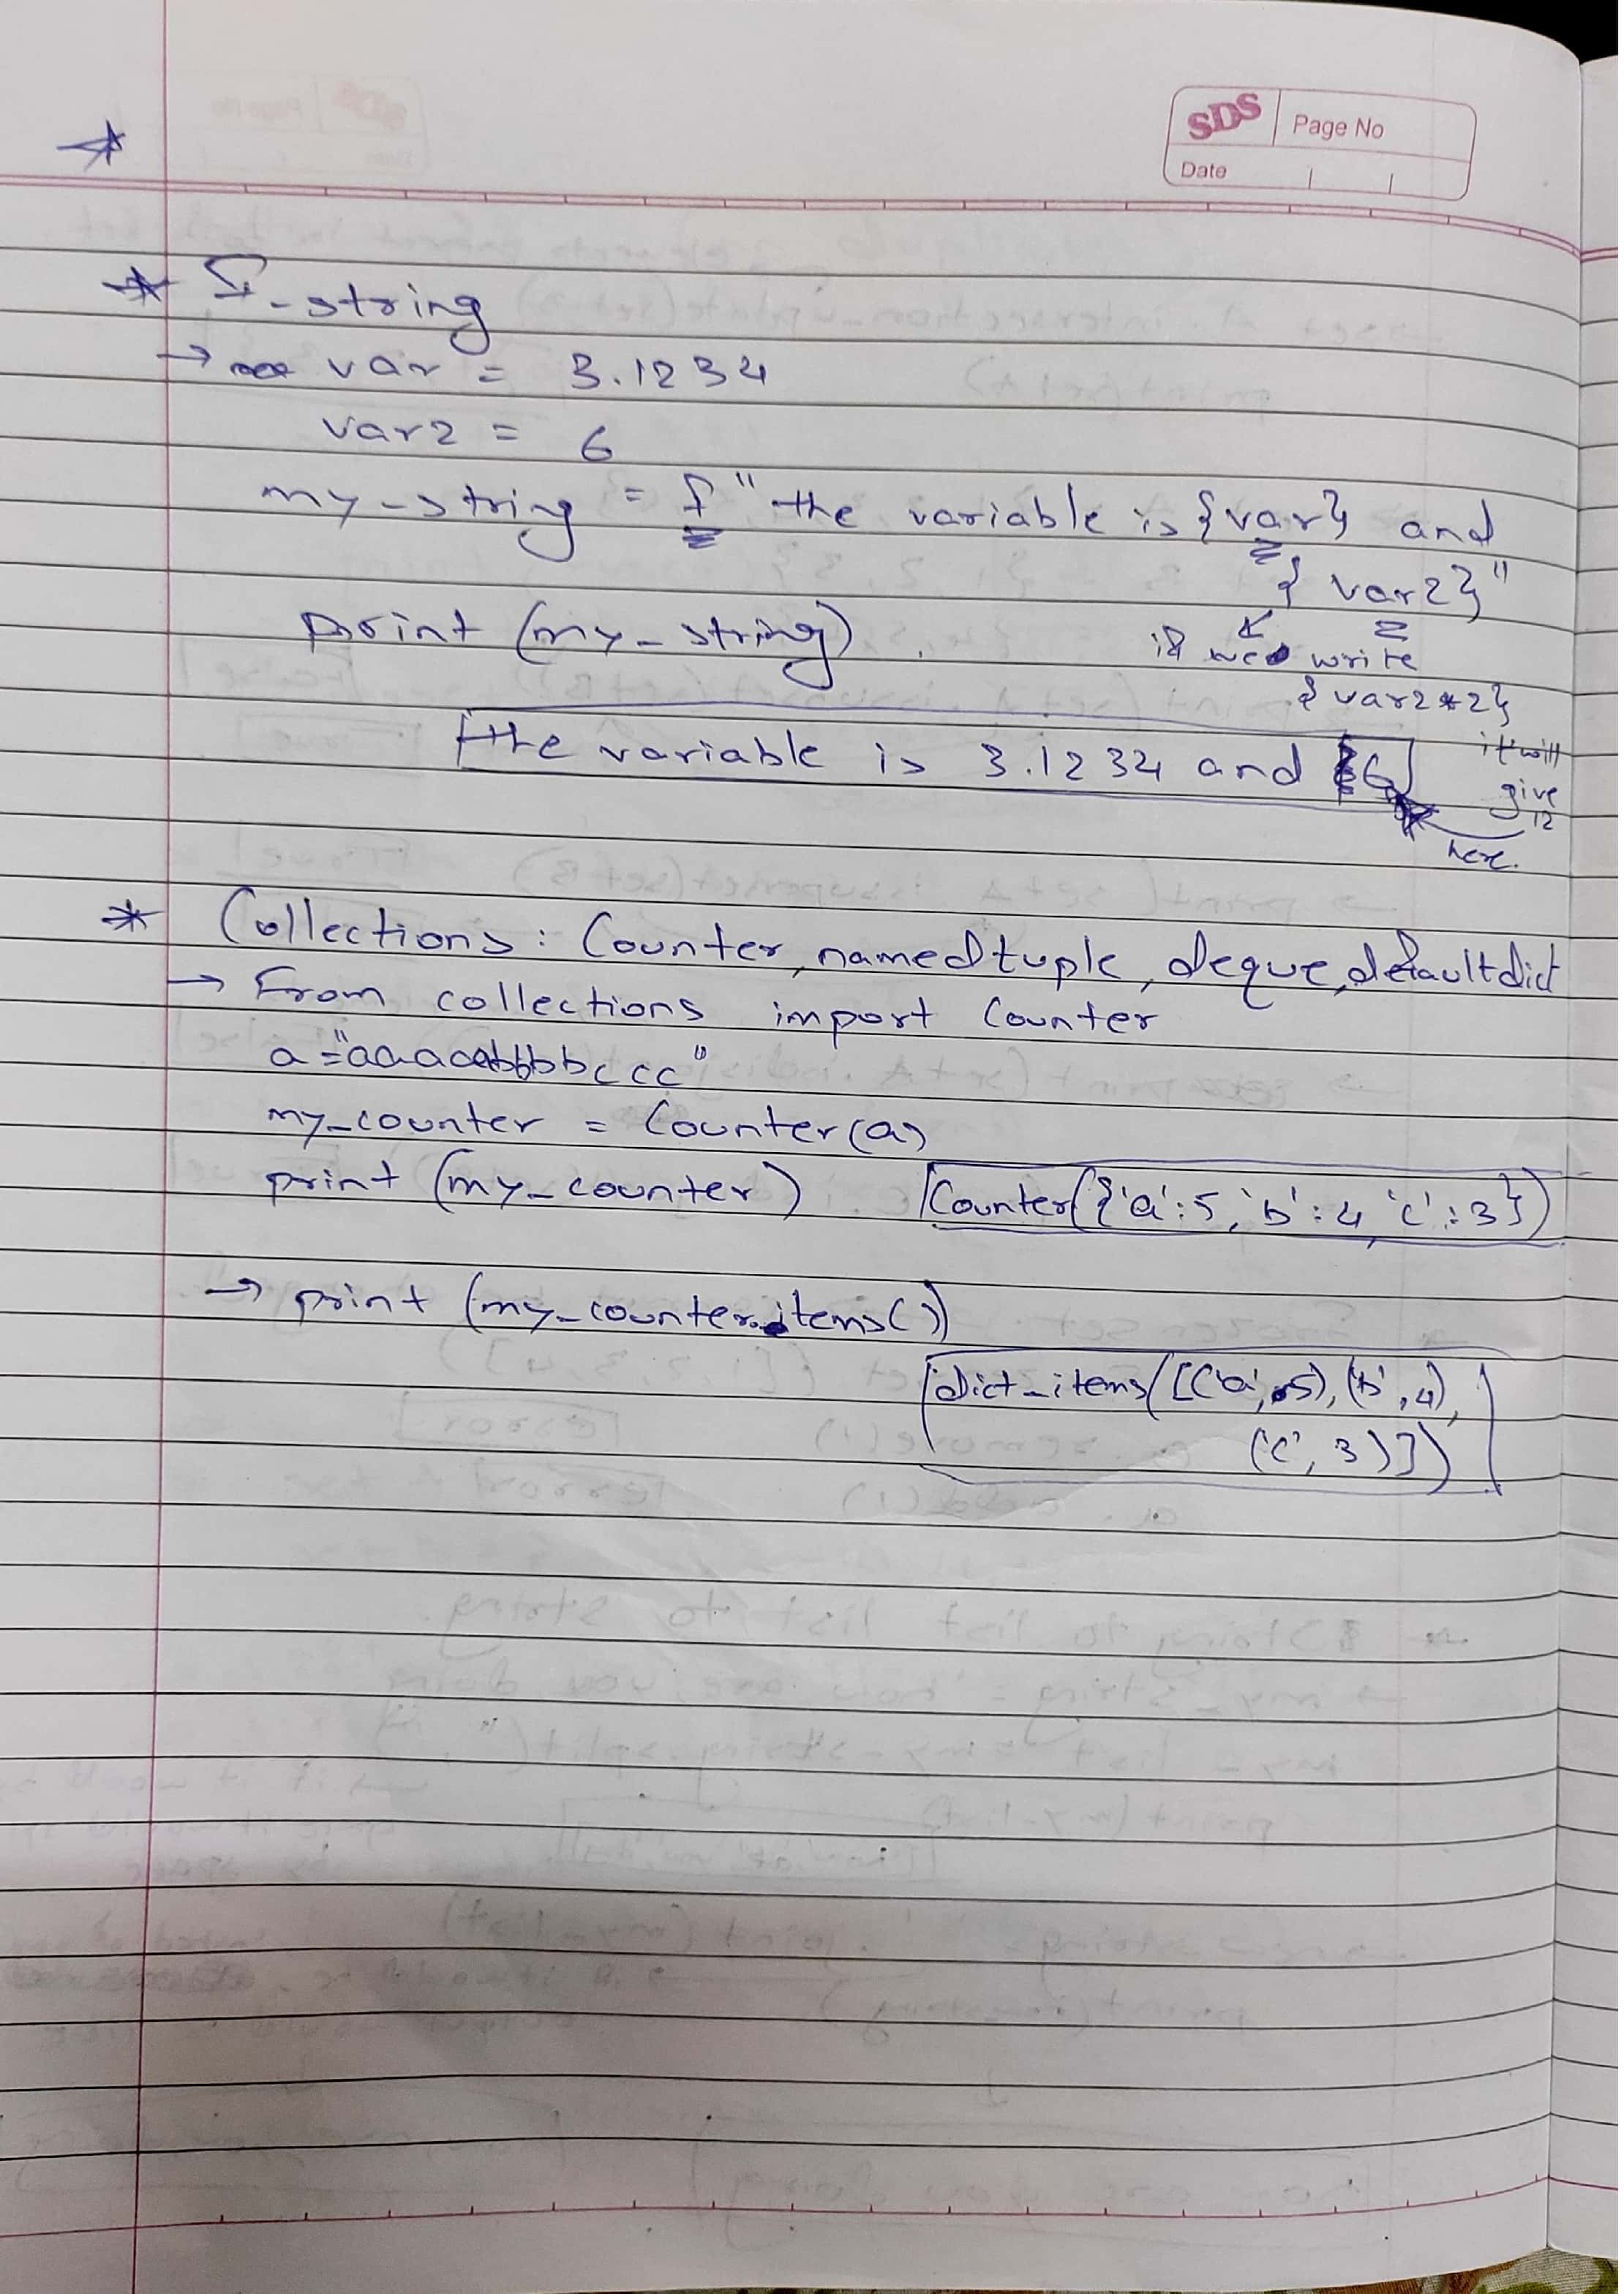 SDS Page No
Date
* f-string
→ var = 3.1234
var2 = 6
my-string = f"the variable is {var} and
{var2}"
print (my_string)
if we write
{var2*2}
it will
give
12
here.
the variable is 3.1234 and 6
* Collections: Counter, namedtuple, deque, defaultdict
→ From collections import Counter
a="aaaaabbbbccc"
my_counter = Counter(a)
print (my_counter) Counter({'a':5, 'b':4, 'c':3})
→ print (my_counter.items())
dict_items([('a',5), ('b',4),
('c', 3)])